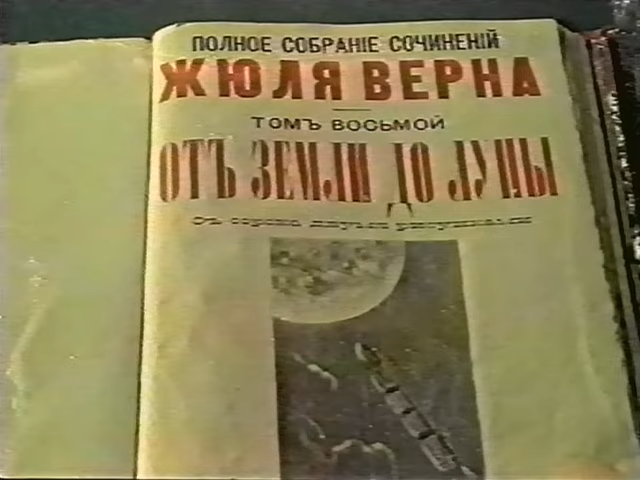 ПОЛНОЕ СОБРАНІЕ СОЧИНЕНІЙ
ЖЮЛЯ ВЕРНА
ТОМЪ ВОСЬМОЙ
ОТЪ ЗЕМЛИ ДО ЛУНЫ